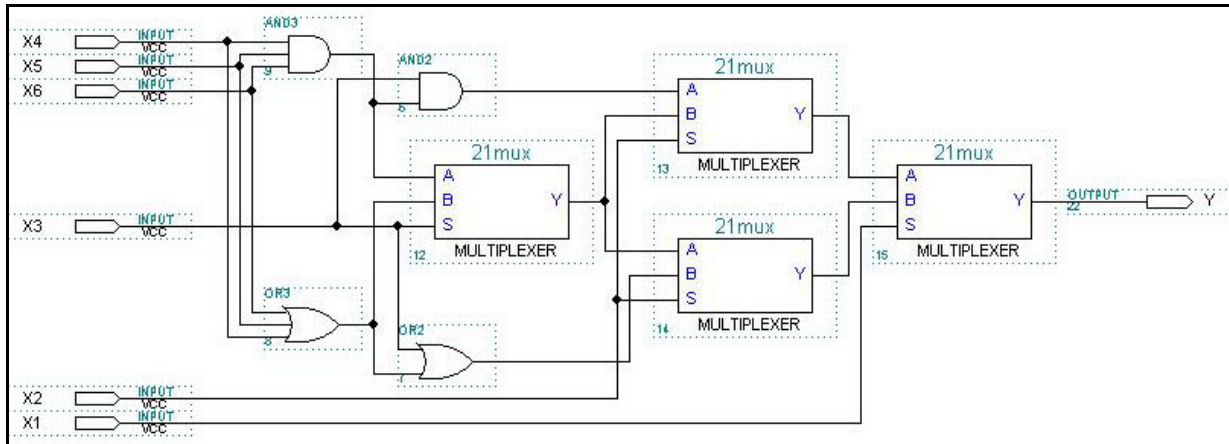 X4 INPUT VCC
X5 INPUT VCC
X6 INPUT VCC
AND3
9
AND2
6
21mux
A
B
S
Y
13 MULTIPLEXER
21mux
A
B
S
Y
12 MULTIPLEXER
21mux
A
B
S
Y
15 MULTIPLEXER
OUTPUT
22
Y
X3 INPUT VCC
21mux
A
B
S
Y
14 MULTIPLEXER
OR3
8
OR2
7
X2 INPUT VCC
X1 INPUT VCC